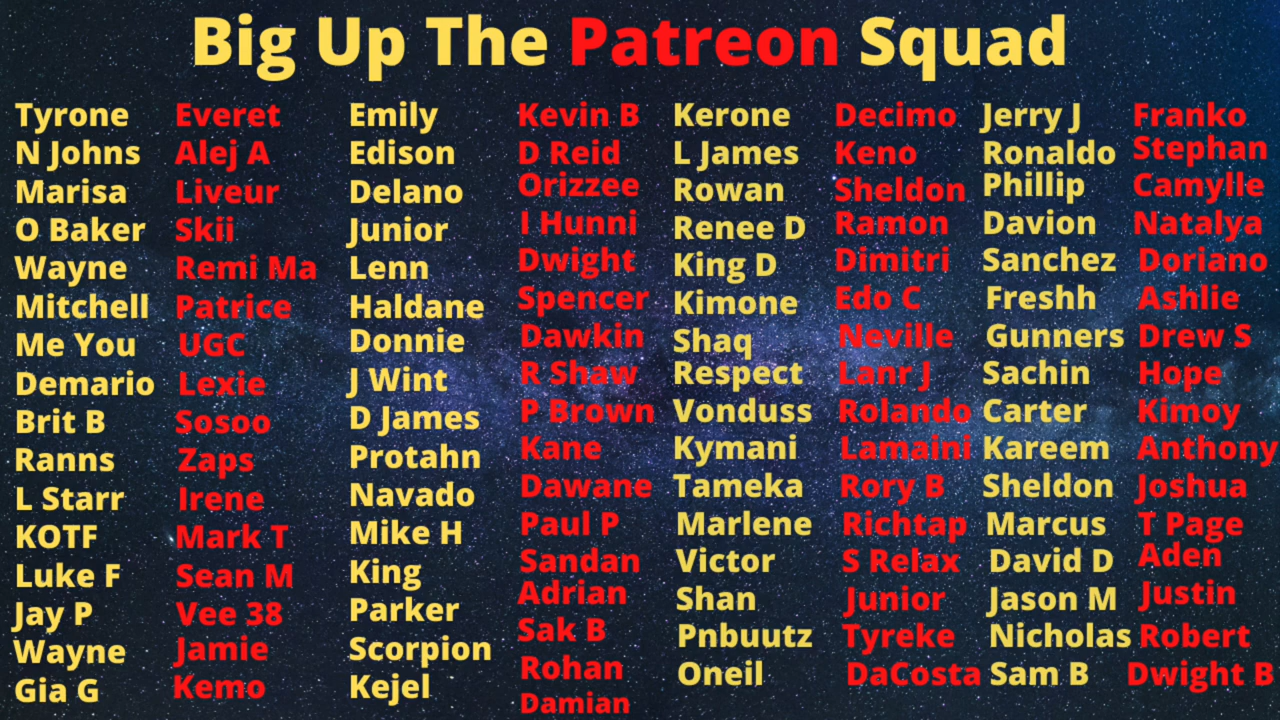 Big Up The Patreon Squad
Tyrone
N Johns
Marisa
O Baker
Wayne
Mitchell
Me You
Demario
Brit B
Ranns
L Starr
KOTF
Luke F
Jay P
Wayne
Gia G
Everet
Alej A
Liveur
Skii
Remi Ma
Patrice
UGC
Lexie
Sosoo
Zaps
Irene
Mark T
Sean M
Vee 38
Jamie
Kemo
Emily
Edison
Delano
Junior
Lenn
Haldane
Donnie
J Wint
D James
Protahn
Navado
Mike H
King
Parker
Scorpion
Kejel
Kevin B
D Reid
Orizzee
I Hunni
Dwight
Spencer
Dawkin
R Shaw
P Brown
Kane
Dawane
Paul P
Sandan
Adrian
Sak B
Rohan
Damian
Kerone
L James
Rowan
Renee D
King D
Kimone
Shaq
Respect
Vonduss
Kymani
Tameka
Marlene
Victor
Shan
Pnbuutz
Oneil
Decimo
Keno
Sheldon
Ramon
Dimitri
Edo C
Neville
Lanr J
Rolando
Lamaini
Rory B
Richtap
S Relax
Junior
Tyreke
DaCosta
Jerry J
Ronaldo
Phillip
Davion
Sanchez
Freshh
Gunners
Sachin
Carter
Kareem
Sheldon
Marcus
David D
Jason M
Nicholas
Sam B
Franko
Stephan
Camylle
Natalya
Doriano
Ashlie
Drew S
Hope
Kimoy
Anthony
Joshua
T Page
Aden
Justin
Robert
Dwight B